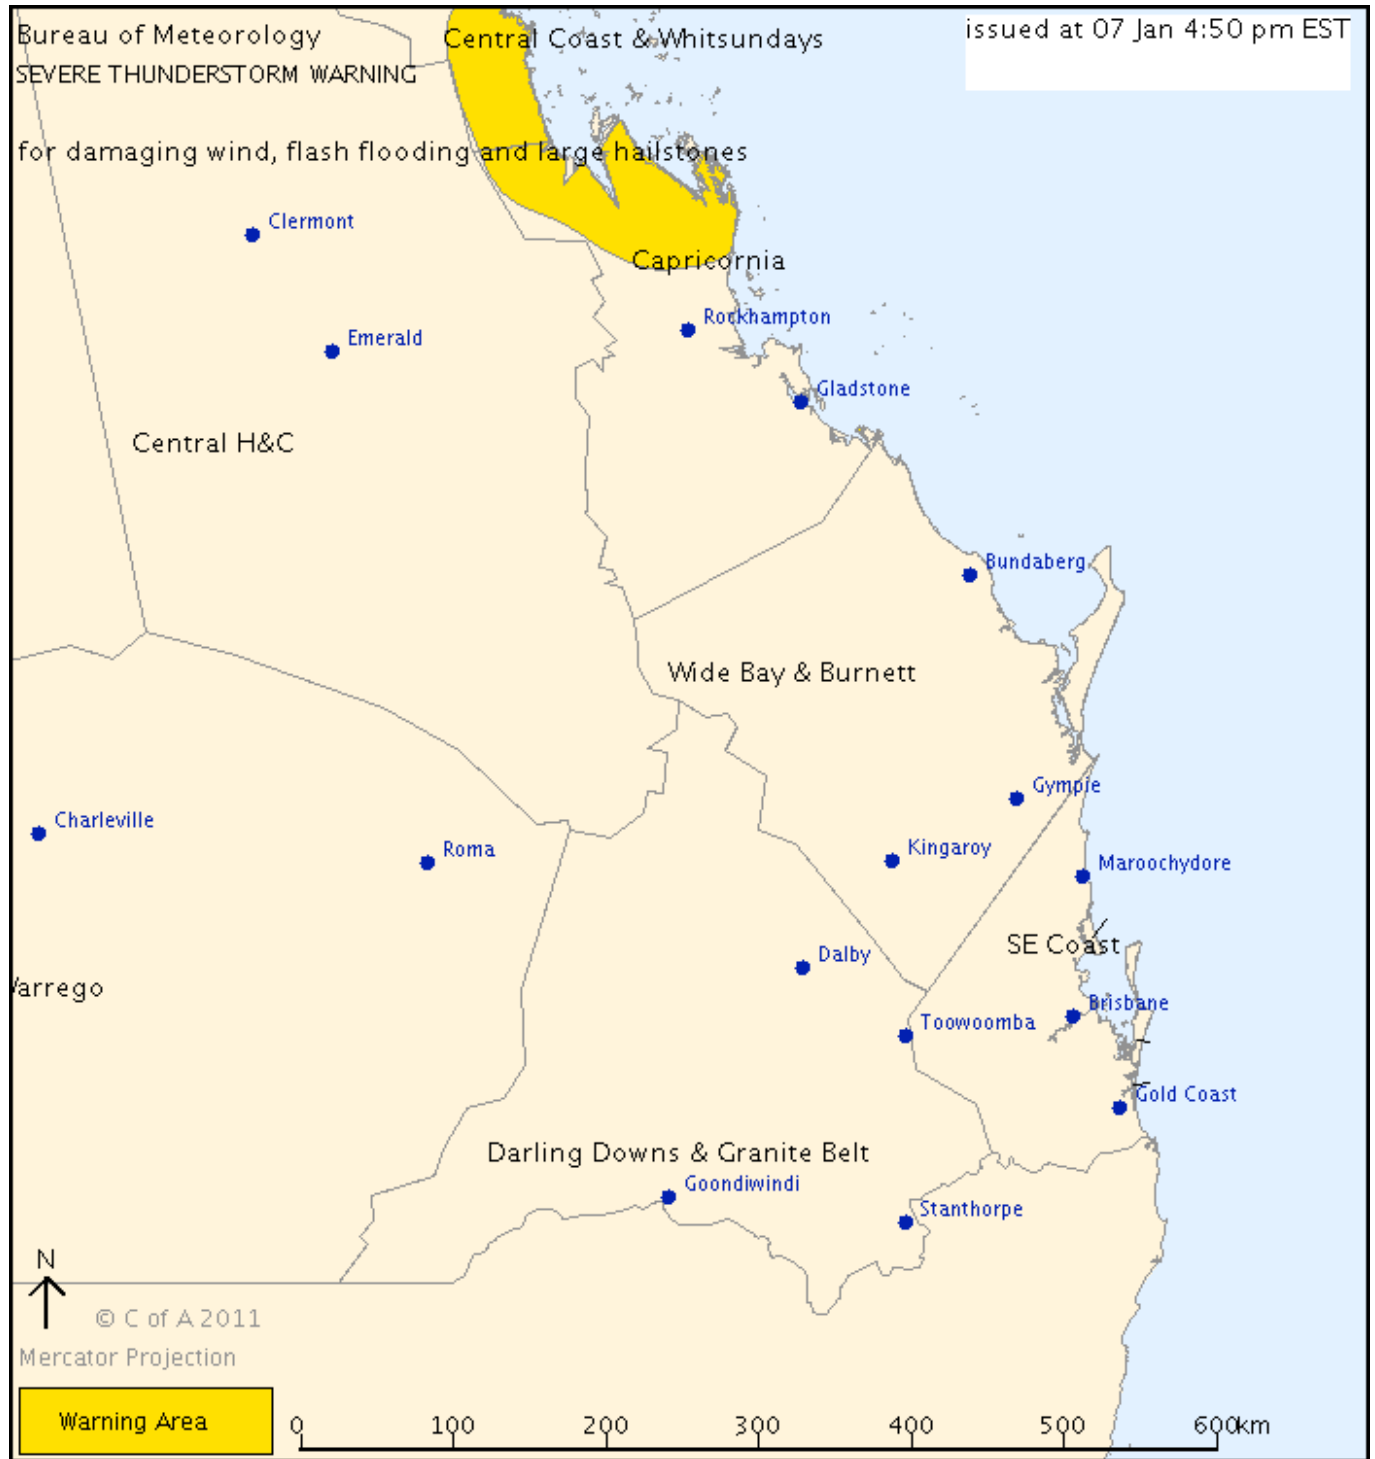 Bureau of Meteorology
SEVERE THUNDERSTORM WARNING
for damaging wind, flash flooding and large hailstones
issued at 07 Jan 4:50 pm EST
Central Coast & Whitsundays
Clermont
Capricornia
Rockhampton
Emerald
Gladstone
Central H&C
Bundaberg
Wide Bay & Burnett
Gympie
Charleville
Roma
Kingaroy
Maroochydore
SE Coast
Dalby
arrego
Brisbane
Toowoomba
Gold Coast
Darling Downs & Granite Belt
Goondiwindi
Stanthorpe
N
© C of A 2011
Mercator Projection
Warning Area
0 100 200 300 400 500 600km